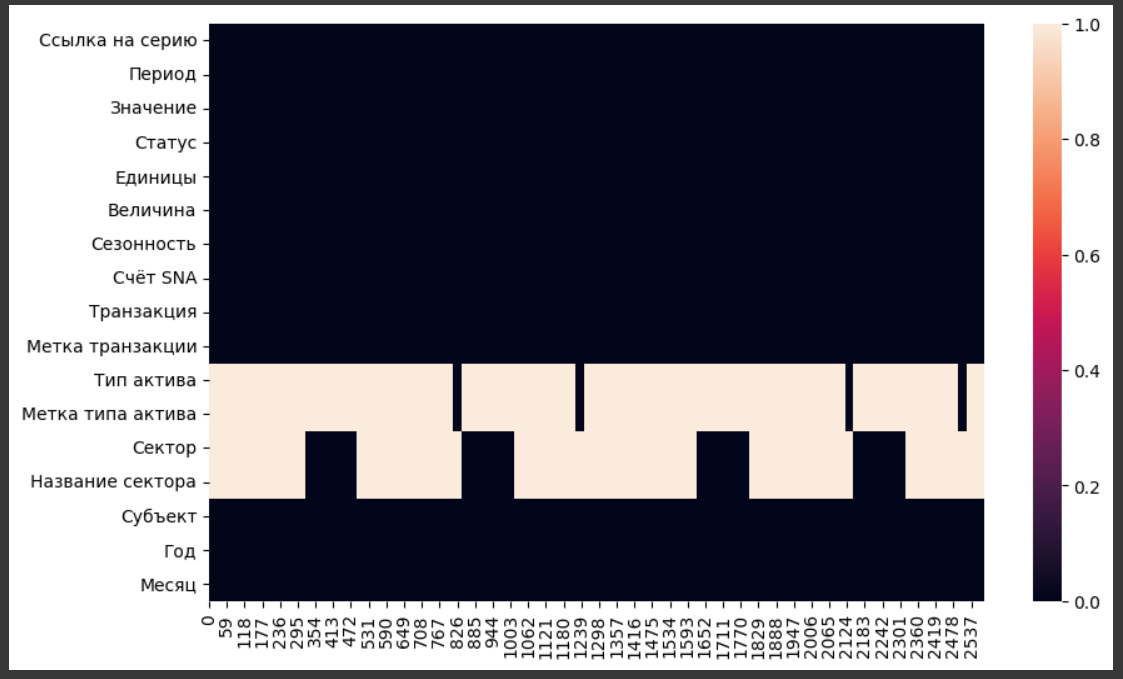 Ссылка на серию
Период
Значение
Статус
Единицы
Величина
Сезонность
Счёт SNA
Транзакция
Метка транзакции
Тип актива
Метка типа актива
Сектор
Название сектора
Субъект
Год
Месяц
0
59
118
177
236
295
354
413
472
531
590
649
708
767
826
885
944
1003
1062
1121
1180
1239
1298
1357
1416
1475
1534
1593
1652
1711
1770
1829
1888
1947
2006
2065
2124
2183
2242
2301
2360
2419
2478
2537
1.0
0.8
0.6
0.4
0.2
0.0